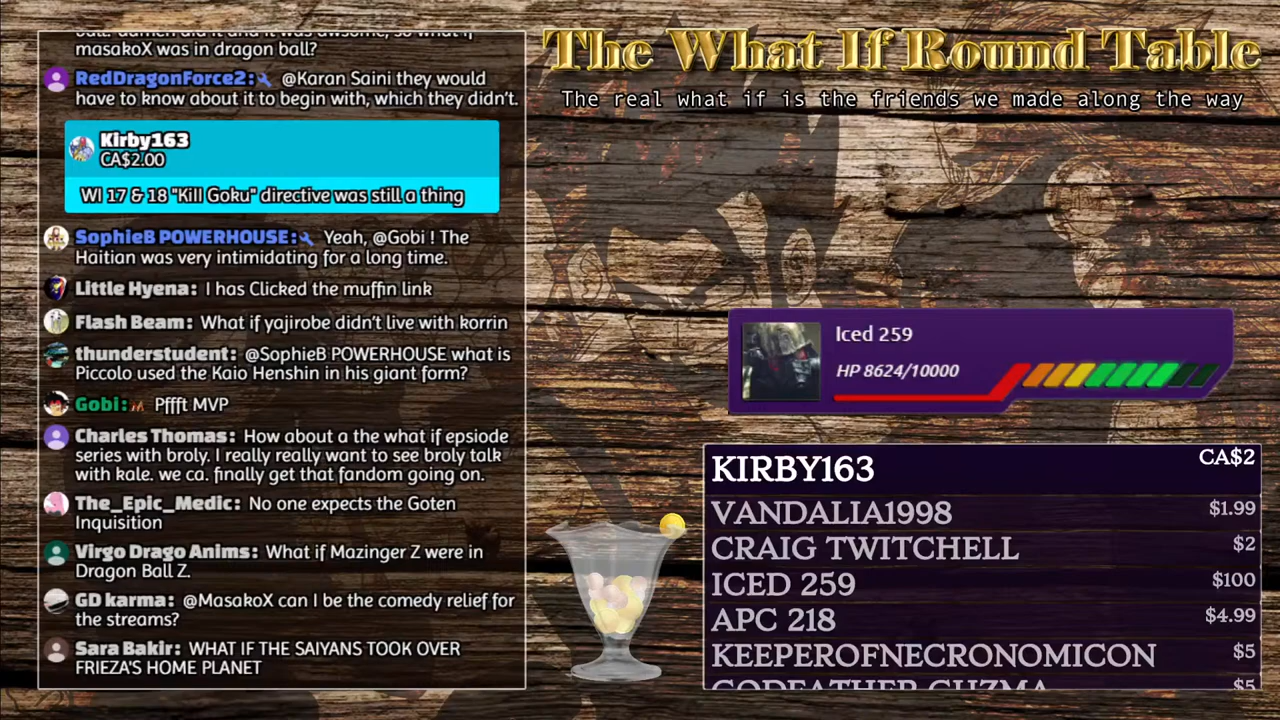 The What If Round Table
The real what if is the friends we made along the way
masakoX was in dragon ball?
RedDragonForce2: @Karan Saini they would
have to know about it to begin with, which they didn't.
Kirby163
CA$2.00
WI 17 & 18 "Kill Goku" directive was still a thing
SophieB POWERHOUSE: Yeah, @Gobi ! The
Haitian was very intimidating for a long time.
Little Hyena: I has Clicked the muffin link
Flash Beam: What if yajirobe didn't live with korrin
thunderstudent: @SophieB POWERHOUSE what is
Piccolo used the Kaio Henshin in his giant form?
Gobi: Pffft MVP
Charles Thomas: How about a the what if epsiode
series with broly. I really really want to see broly talk
with kale. we ca. finally get that fandom going on.
The_Epic_Medic: No one expects the Goten
Inquisition
Virgo Drago Anims: What if Mazinger Z were in
Dragon Ball Z.
GD karma: @MasakoX can I be the comedy relief for
the streams?
Sara Bakir: WHAT IF THE SAIYANS TOOK OVER
FRIEZA'S HOME PLANET
Iced 259
HP 8624/10000
KIRBY163 CA$2
VANDALIA1998 $1.99
CRAIG TWITCHELL $2
ICED 259 $100
APC 218 $4.99
KEEPEROFNECRONOMICON $5
GODFATHER GUZMA $5